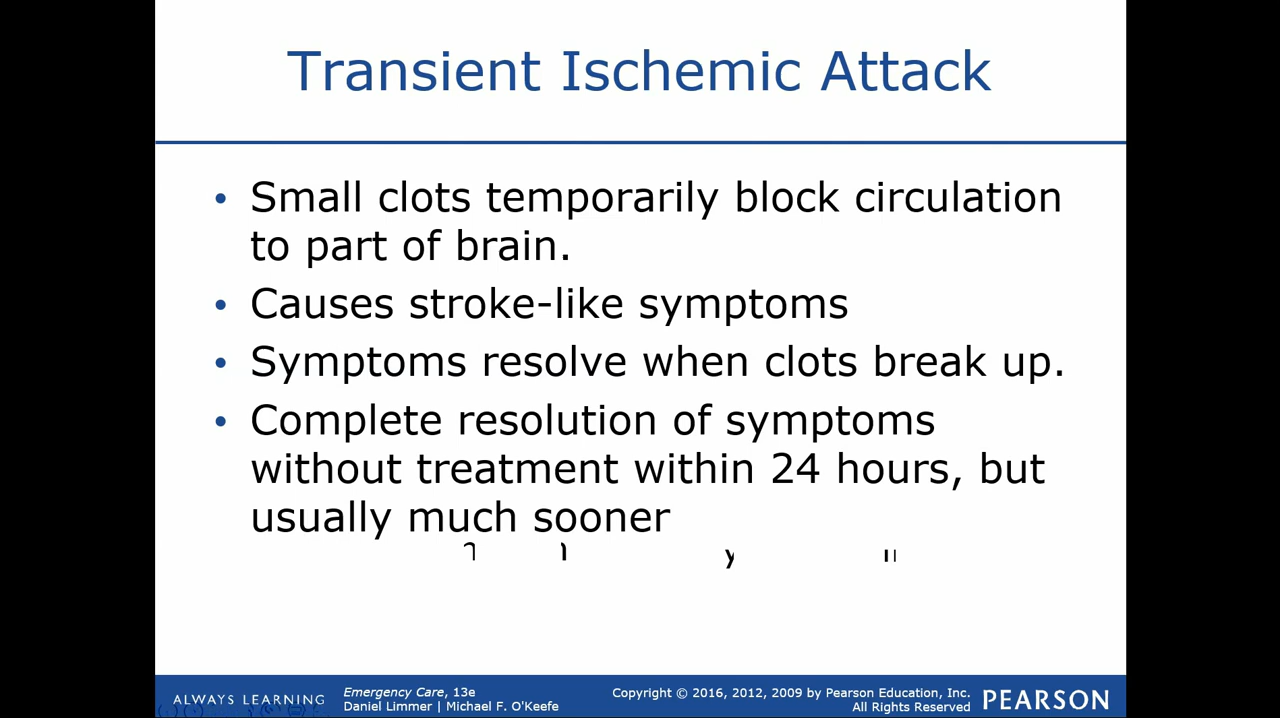 Transient Ischemic Attack
• Small clots temporarily block circulation
to part of brain.
• Causes stroke-like symptoms
• Symptoms resolve when clots break up.
• Complete resolution of symptoms
without treatment within 24 hours, but
usually much sooner
ALWAYS LEARNING
Emergency Care, 13e
Daniel Limmer | Michael F. O'Keefe
Copyright © 2016, 2012, 2009 by Pearson Education, Inc.
All Rights Reserved
PEARSON